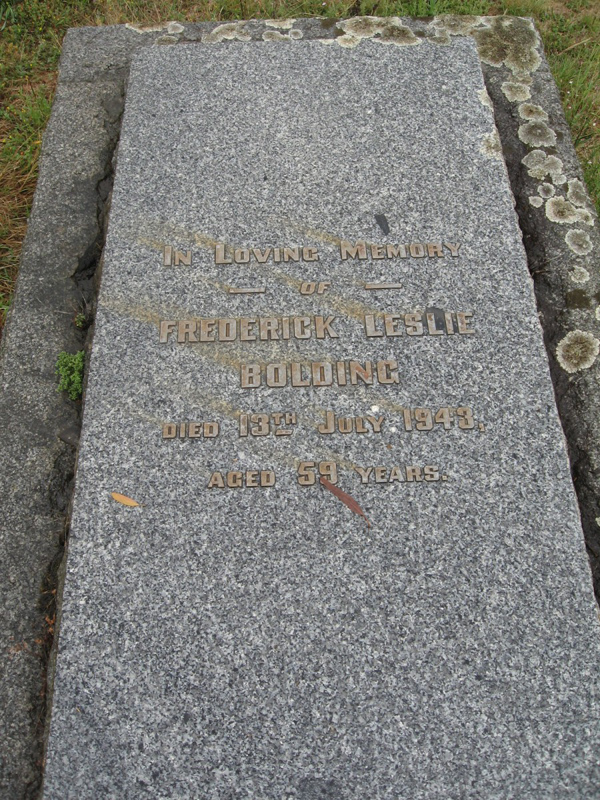 IN LOVING MEMORY
— OF —
FREDERICK LESLIE
BOLDING
DIED 13TH JULY 1943,
AGED 59 YEARS.